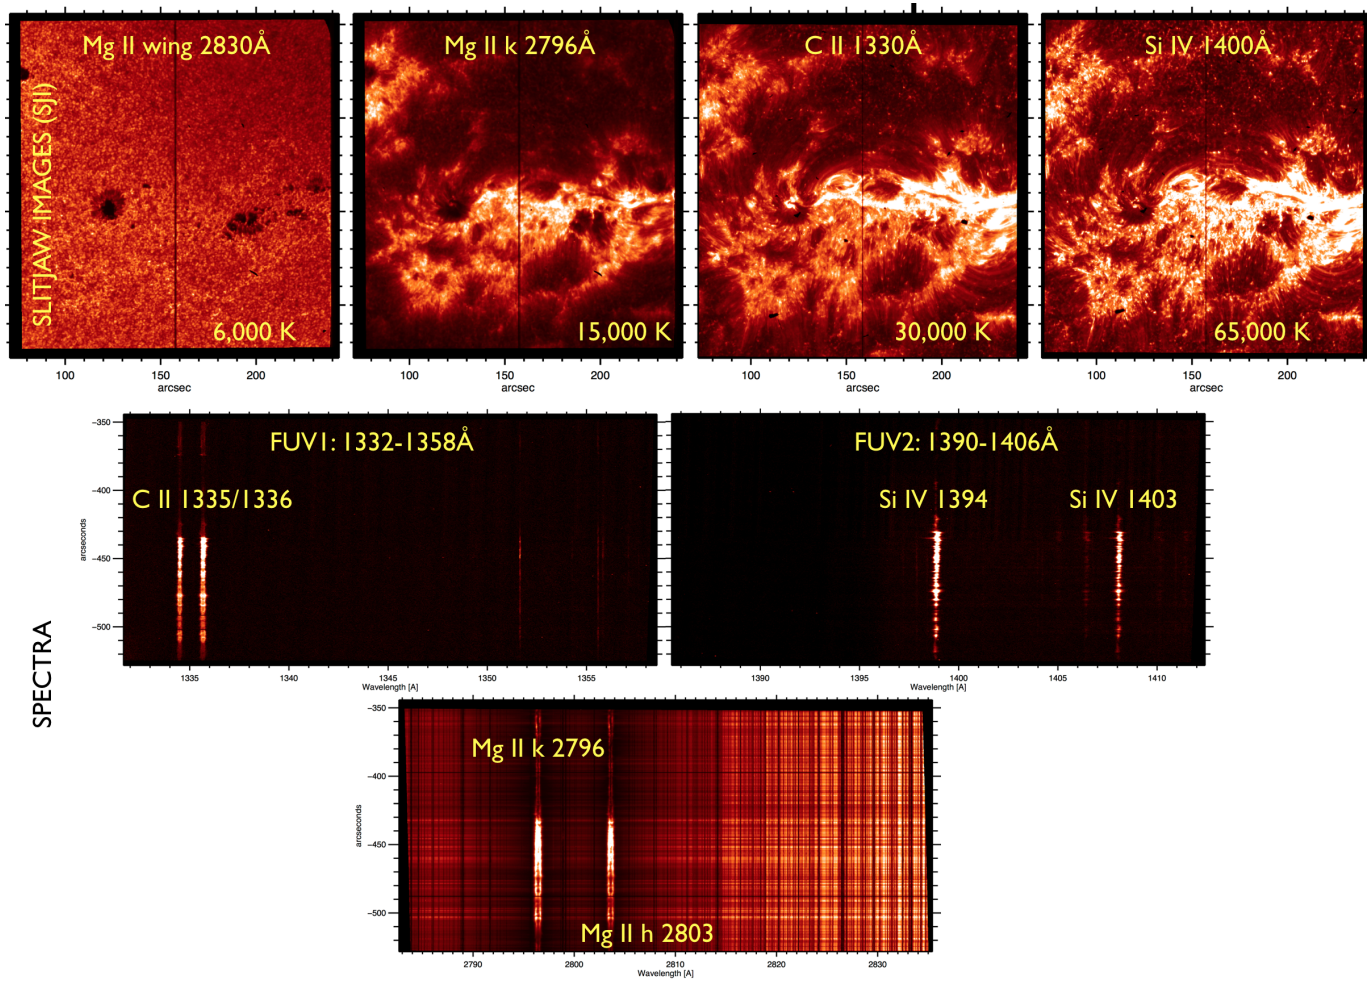 Mg II wing 2830Å
Mg II k 2796Å
C II 1330Å
Si IV 1400Å
SLITJAW IMAGES (SJI)
6,000 K
15,000 K
30,000 K
65,000 K
100 150 200
arcsec
100 150 200
arcsec
100 150 200
arcsec
100 150 200
arcsec
SPECTRA
FUV1: 1332-1358Å
C II 1335/1336
−350
−400
−450
−500
arcseconds
1335 1340 1345 1350 1355
Wavelength [A]
FUV2: 1390-1406Å
Si IV 1394
Si IV 1403
1390 1395 1400 1405 1410
Wavelength [A]
Mg II k 2796
Mg II h 2803
−350
−400
−450
−500
arcseconds
2790 2800 2810 2820 2830
Wavelength [A]